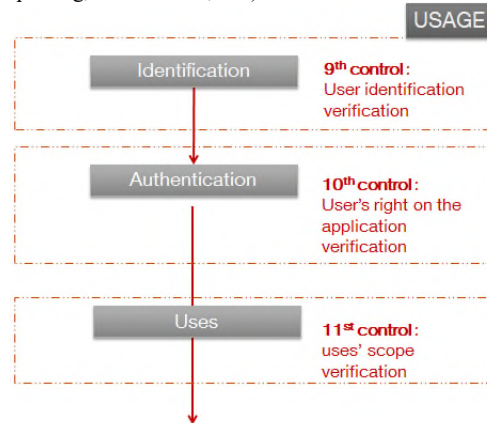 USAGE
Identification
9th control:
User identification
verification
Authentication
10th control:
User's right on the
application
verification
Uses
11st control:
uses' scope
verification